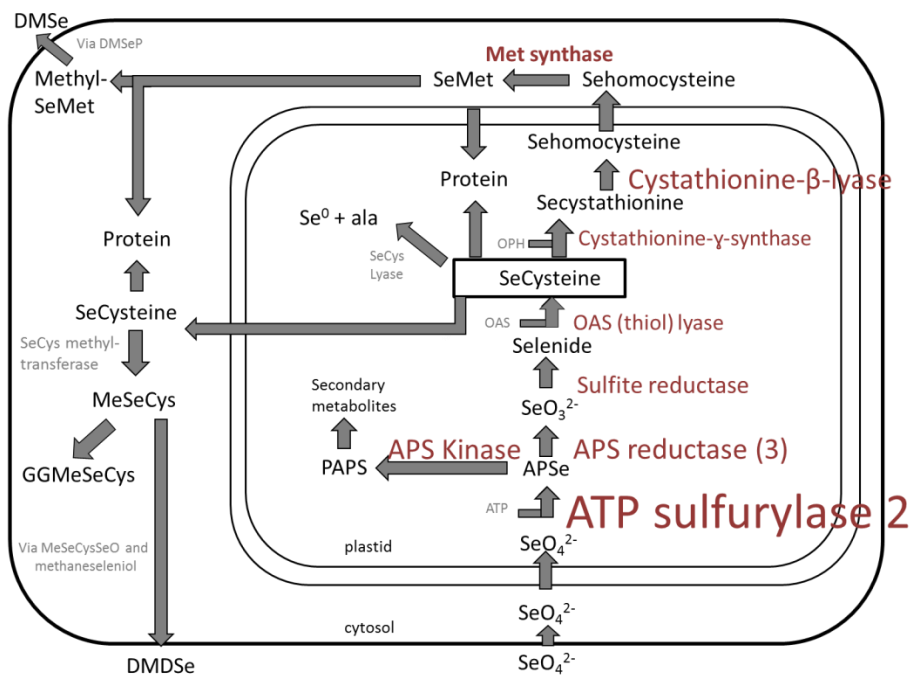 DMSe
Via DMSeP
Methyl-
SeMet
Met synthase
SeMet
Sehomocysteine
Sehomocysteine
Cystathionine-β-lyase
Protein
Secystathionine
Se⁰ + ala
OPH
Cystathionine-ɣ-synthase
Protein
SeCys
Lyase
SeCysteine
SeCysteine
OAS
OAS (thiol) lyase
SeCys methyl-
transferase
Selenide
Secondary
metabolites
Sulfite reductase
MeSeCys
SeO₃²⁻
APS Kinase
APS reductase (3)
GGMeSeCys
PAPS
APSe
ATP
ATP sulfurylase 2
Via MeSeCysSeO and
methaneseleniol
plastid
SeO₄²⁻
SeO₄²⁻
cytosol
DMDSe
SeO₄²⁻